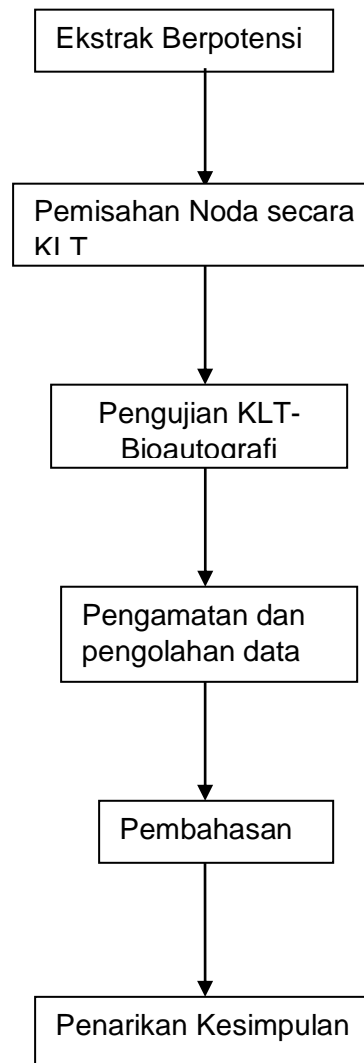 Ekstrak Berpotensi
Pemisahan Noda secara
KLT
Pengujian KLT-
Bioautografi
Pengamatan dan
pengolahan data
Pembahasan
Penarikan Kesimpulan